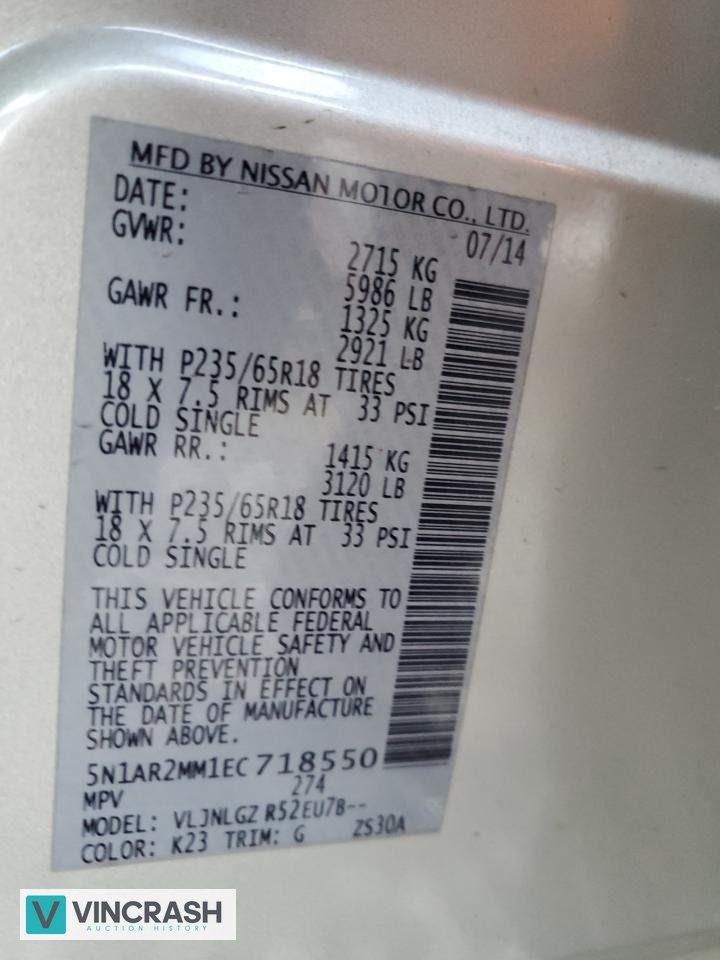 MFD BY NISSAN MOTOR CO., LTD.
DATE: 07/14
GVWR: 2715 KG
5986 LB
GAWR FR.: 1325 KG
2921 LB
WITH P235/65R18 TIRES
18 X 7.5 RIMS AT 33 PSI
COLD SINGLE
GAWR RR.: 1415 KG
3120 LB
WITH P235/65R18 TIRES
18 X 7.5 RIMS AT 33 PSI
COLD SINGLE
THIS VEHICLE CONFORMS TO
ALL APPLICABLE FEDERAL
MOTOR VEHICLE SAFETY AND
THEFT PREVENTION
STANDARDS IN EFFECT ON
THE DATE OF MANUFACTURE
SHOWN ABOVE.
5N1AR2MM1EC718550
MPV 274
MODEL: VLJNLGZ R52EU7B--
COLOR: K23 TRIM: G ZS30A
V VINCRASH
AUCTION HISTORY